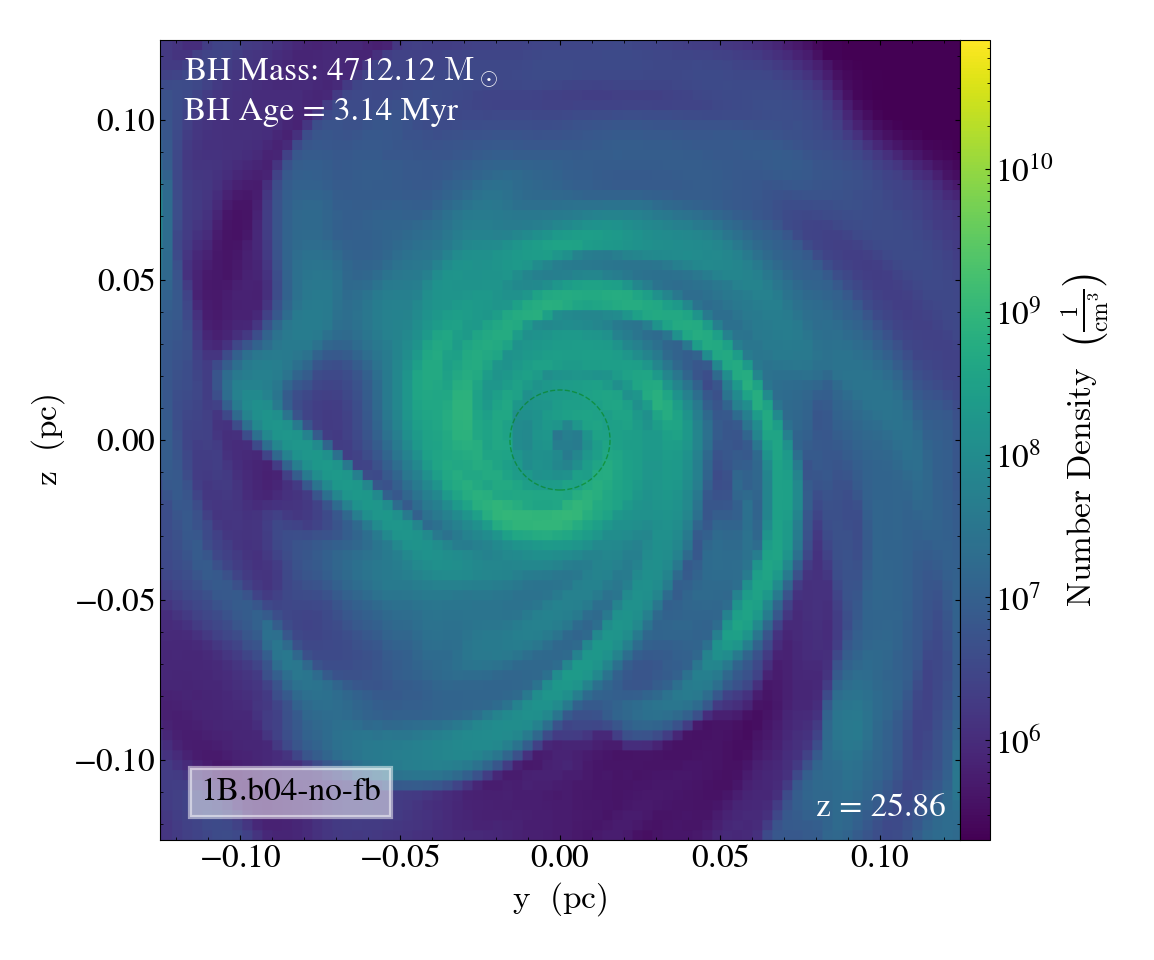 BH Mass: 4712.12 M⊙
BH Age = 3.14 Myr
1B.b04-no-fb
z = 25.86
0.10
0.05
0.00
−0.05
−0.10
z (pc)
−0.10 −0.05 0.00 0.05 0.10
y (pc)
10¹⁰
10⁹
10⁸
10⁷
10⁶
Number Density (1/cm³)